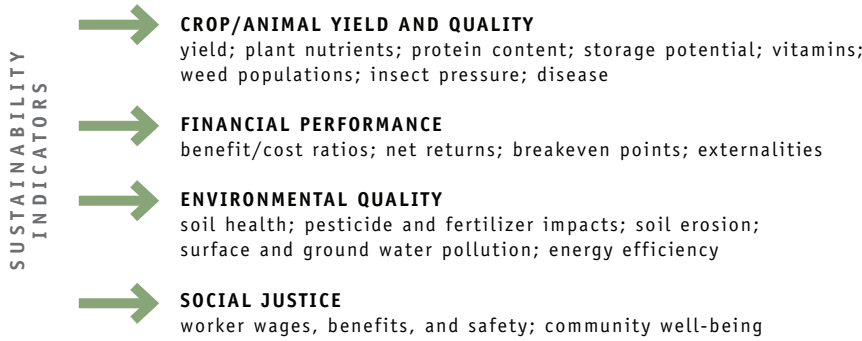 SUSTAINABILITY
INDICATORS
CROP/ANIMAL YIELD AND QUALITY
yield; plant nutrients; protein content; storage potential; vitamins;
weed populations; insect pressure; disease
FINANCIAL PERFORMANCE
benefit/cost ratios; net returns; breakeven points; externalities
ENVIRONMENTAL QUALITY
soil health; pesticide and fertilizer impacts; soil erosion;
surface and ground water pollution; energy efficiency
SOCIAL JUSTICE
worker wages, benefits, and safety; community well-being